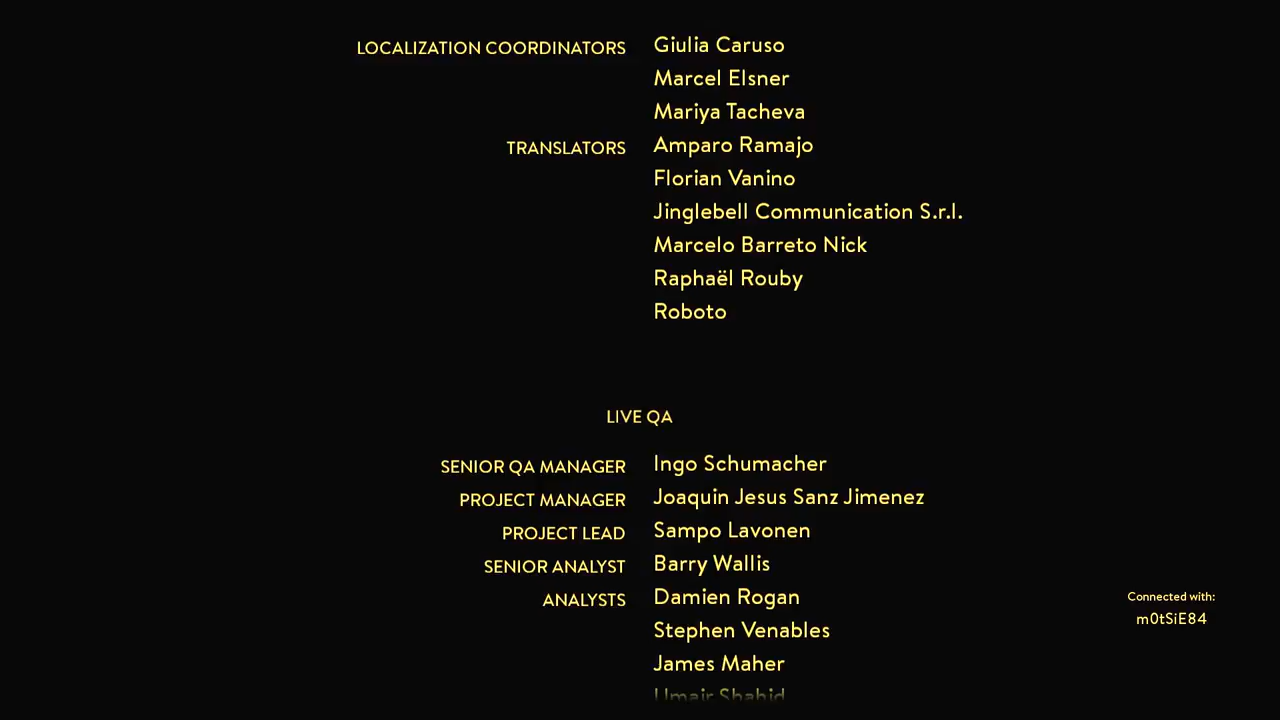 LOCALIZATION COORDINATORS Giulia Caruso
Marcel Elsner
Mariya Tacheva
TRANSLATORS Amparo Ramajo
Florian Vanino
Jinglebell Communication S.r.l.
Marcelo Barreto Nick
Raphaël Rouby
Roboto
LIVE QA
SENIOR QA MANAGER Ingo Schumacher
PROJECT MANAGER Joaquin Jesus Sanz Jimenez
PROJECT LEAD Sampo Lavonen
SENIOR ANALYST Barry Wallis
ANALYSTS Damien Rogan
Stephen Venables
James Maher
Umair Shahid
Connected with:
m0tSiE84